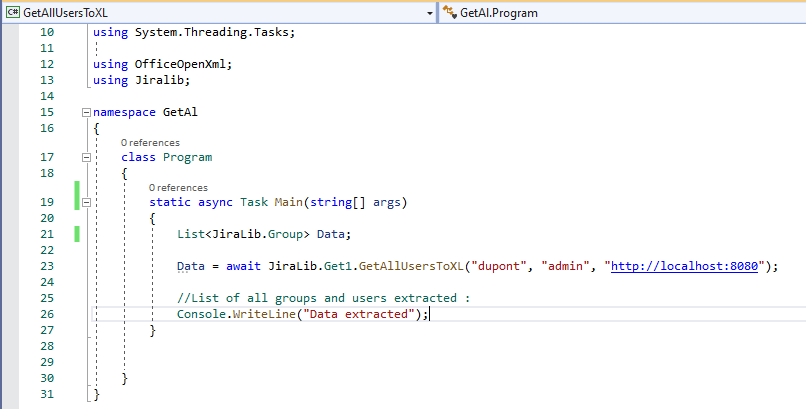 C# GetAllUsersToXL GetAl.Program
10 using System.Threading.Tasks;
11
12 using OfficeOpenXml;
13 using Jiralib;
14
15 namespace GetAl
16 {
0 references
17 class Program
18 {
0 references
19 static async Task Main(string[] args)
20 {
21 List<JiraLib.Group> Data;
22
23 Data = await JiraLib.Get1.GetAllUsersToXL("dupont", "admin", "http://localhost:8080");
24
25 //List of all groups and users extracted :
26 Console.WriteLine("Data extracted");
27 }
28
29
30 }
31 }